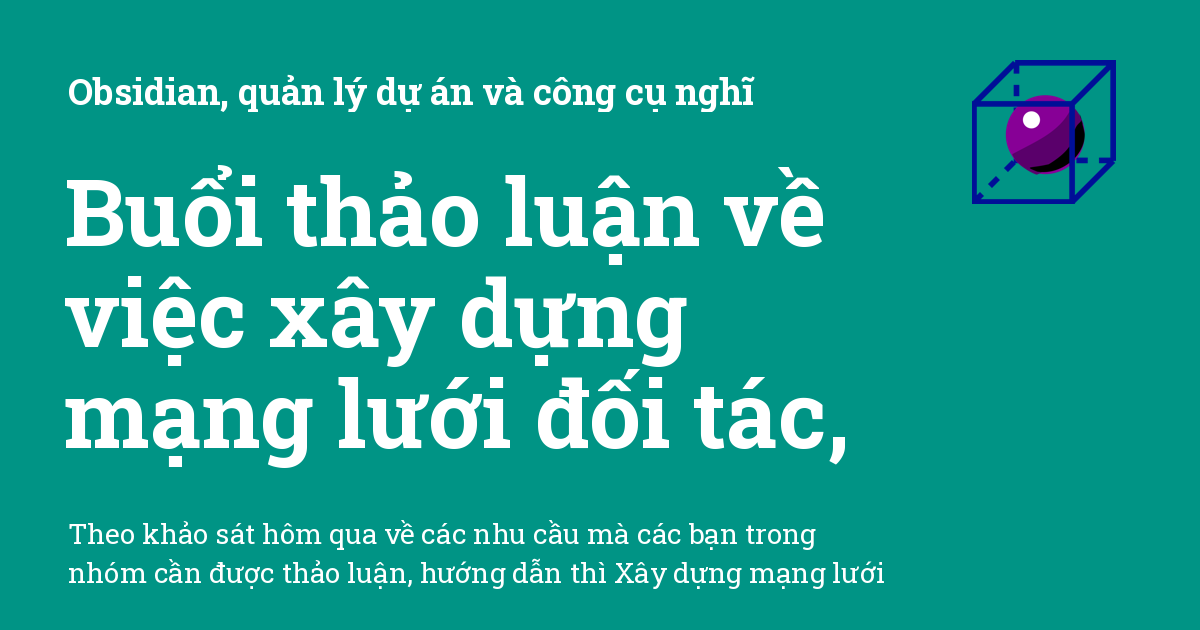 Obsidian, quản lý dự án và công cụ nghĩ
Buổi thảo luận về
việc xây dựng
mạng lưới đối tác,
Theo khảo sát hôm qua về các nhu cầu mà các bạn trong
nhóm cần được thảo luận, hướng dẫn thì Xây dựng mạng lưới